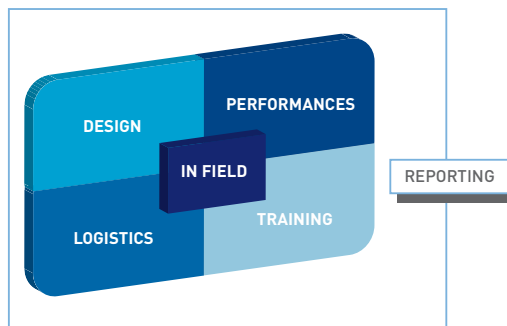 DESIGN
PERFORMANCES
IN FIELD
REPORTING
LOGISTICS
TRAINING